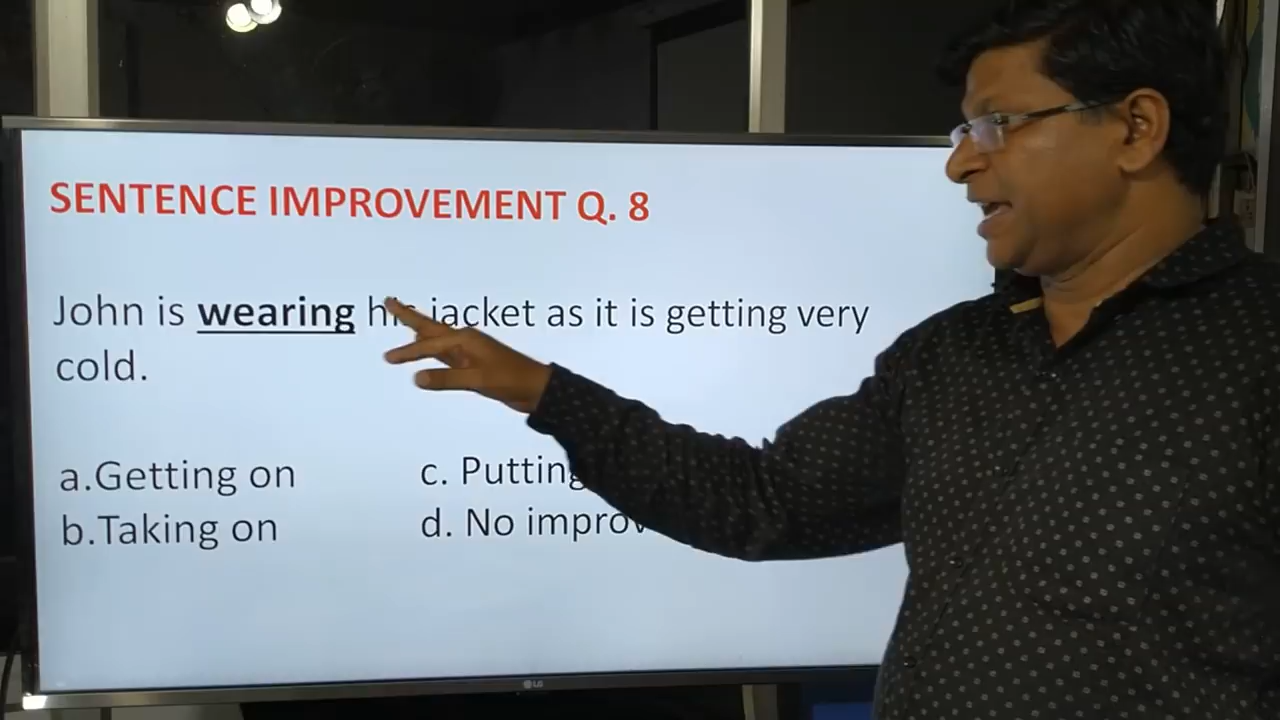 SENTENCE IMPROVEMENT Q. 8
John is wearing his jacket as it is getting very
cold.
a.Getting on c. Putting
b.Taking on d. No
LG